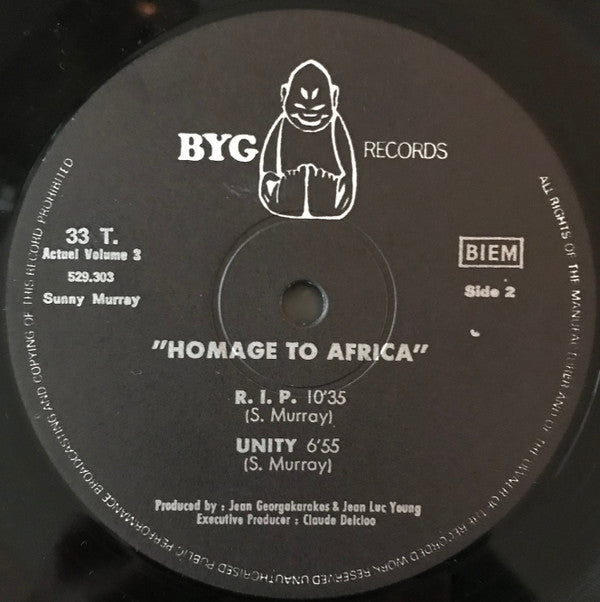 BYG RECORDS
33 T.
Actuel Volume 3
529.303
Sunny Murray
BIEM
Side 2
"HOMAGE TO AFRICA"
R. I. P. 10'35
(S. Murray)
UNITY 6'55
(S. Murray)
Produced by : Jean Georgakarakos & Jean Luc Young
Executive Producer : Claude Delcloo
ALL RIGHTS OF THE MANUFACTURER AND OF THE OWNER OF THE RECORDED WORK RESERVED UNAUTHORISED PUBLIC PERFORMANCE BROADCASTING AND COPYING OF THIS RECORD PROHIBITED